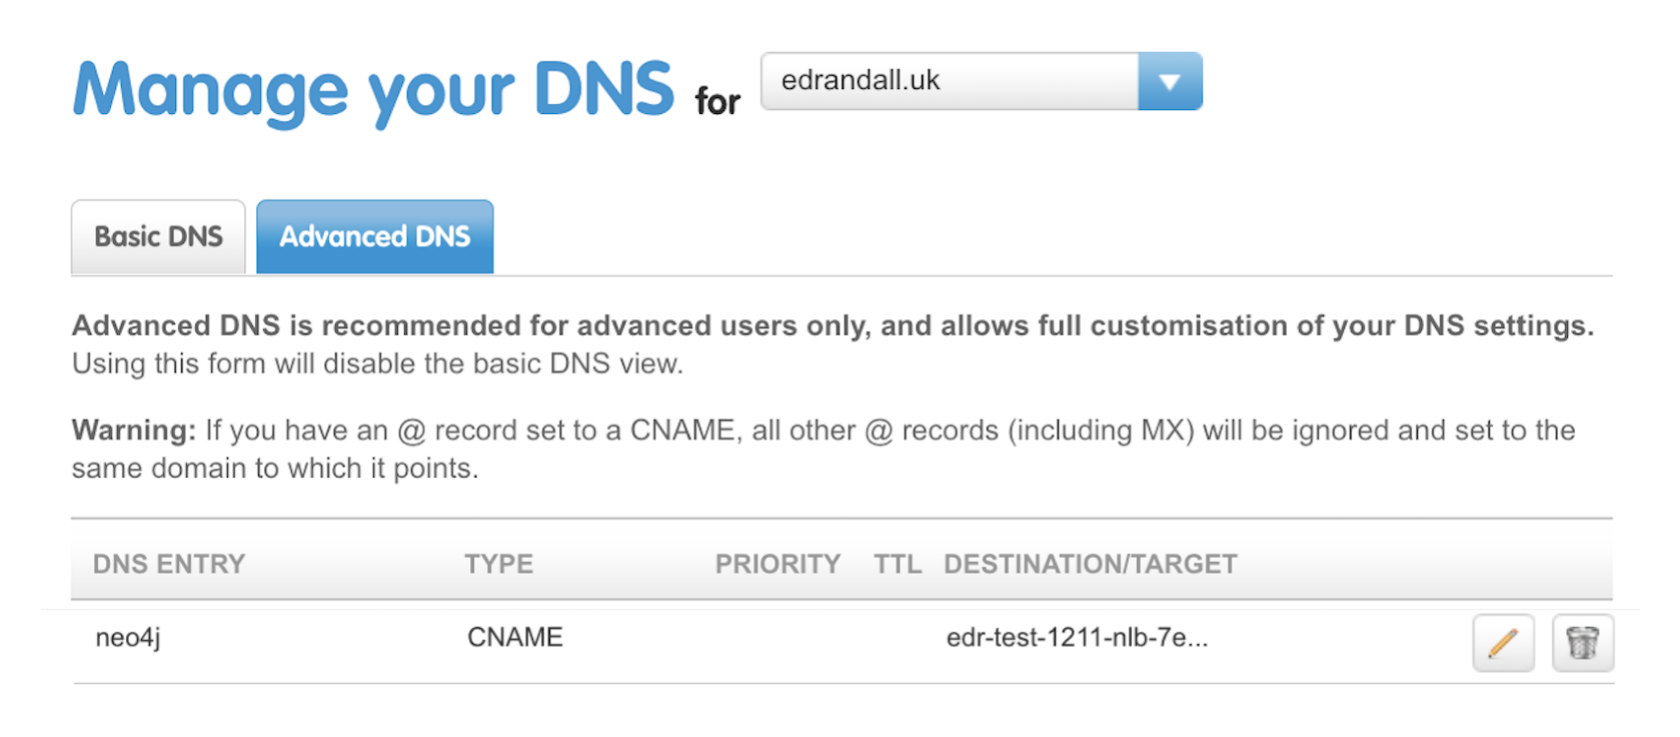 Manage your DNS for edrandall.uk
Basic DNS Advanced DNS
Advanced DNS is recommended for advanced users only, and allows full customisation of your DNS settings.
Using this form will disable the basic DNS view.
Warning: If you have an @ record set to a CNAME, all other @ records (including MX) will be ignored and set to the
same domain to which it points.
DNS ENTRY TYPE PRIORITY TTL DESTINATION/TARGET
neo4j CNAME edr-test-1211-nlb-7e...